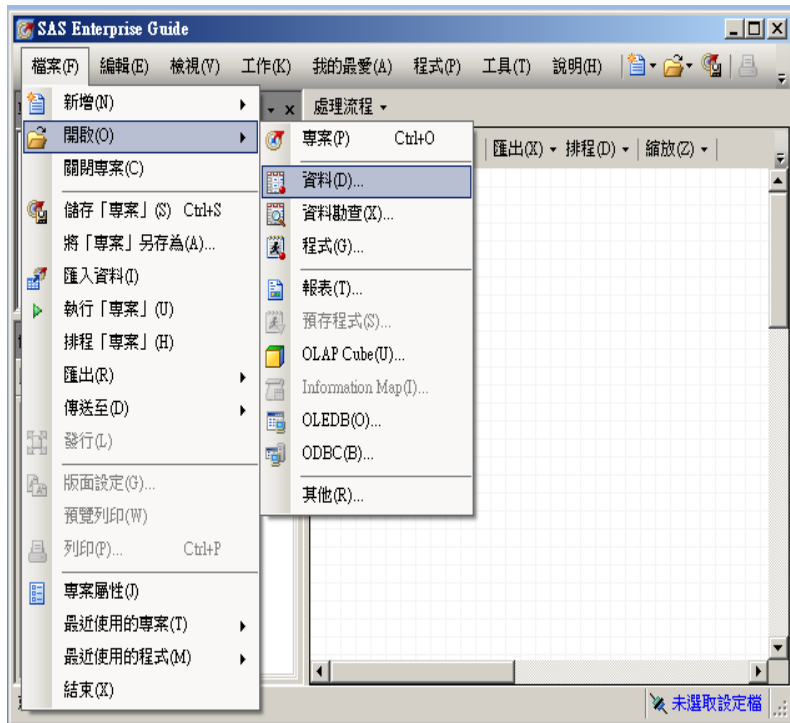 SAS Enterprise Guide
檔案(F) 編輯(E) 檢視(V) 工作(K) 我的最愛(A) 程式(P) 工具(T) 說明(H)
處理流程
匯出(X) 排程(D) 縮放(Z)
新增(N)
開啟(O)
關閉專案(C)
儲存「專案」(S) Ctrl+S
將「專案」另存為(A)...
匯入資料(I)
執行「專案」(U)
排程「專案」(H)
匯出(R)
傳送至(D)
發行(L)
版面設定(G)...
預覽列印(W)
列印(P)... Ctrl+P
專案屬性(J)
最近使用的專案(T)
最近使用的程式(M)
結束(X)
專案(P) Ctrl+O
資料(D)...
資料勘查(X)...
程式(G)...
報表(T)...
預存程式(S)...
OLAP Cube(U)...
Information Map(I)...
OLEDB(O)...
ODBC(B)...
其他(R)...
未選取設定檔